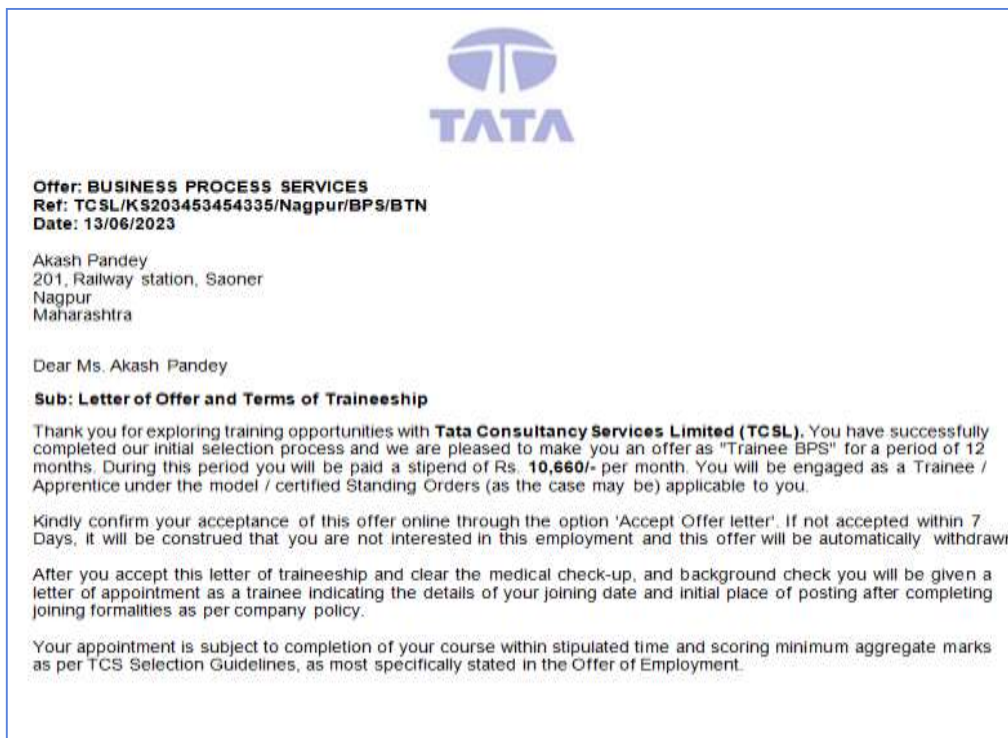 TATA
Offer: BUSINESS PROCESS SERVICES
Ref: TCSL/KS203453454335/Nagpur/BPS/BTN
Date: 13/06/2023
Akash Pandey
201, Railway station, Saoner
Nagpur
Maharashtra
Dear Ms. Akash Pandey
Sub: Letter of Offer and Terms of Traineeship
Thank you for exploring training opportunities with Tata Consultancy Services Limited (TCSL). You have successfully
completed our initial selection process and we are pleased to make you an offer as "Trainee BPS" for a period of 12
months. During this period you will be paid a stipend of Rs. 10,660/- per month. You will be engaged as a Trainee /
Apprentice under the model / certified Standing Orders (as the case may be) applicable to you.
Kindly confirm your acceptance of this offer online through the option 'Accept Offer letter'. If not accepted within 7
Days, it will be construed that you are not interested in this employment and this offer will be automatically withdrawn
After you accept this letter of traineeship and clear the medical check-up, and background check you will be given a
letter of appointment as a trainee indicating the details of your joining date and initial place of posting after completing
joining formalities as per company policy.
Your appointment is subject to completion of your course within stipulated time and scoring minimum aggregate marks
as per TCS Selection Guidelines, as most specifically stated in the Offer of Employment.